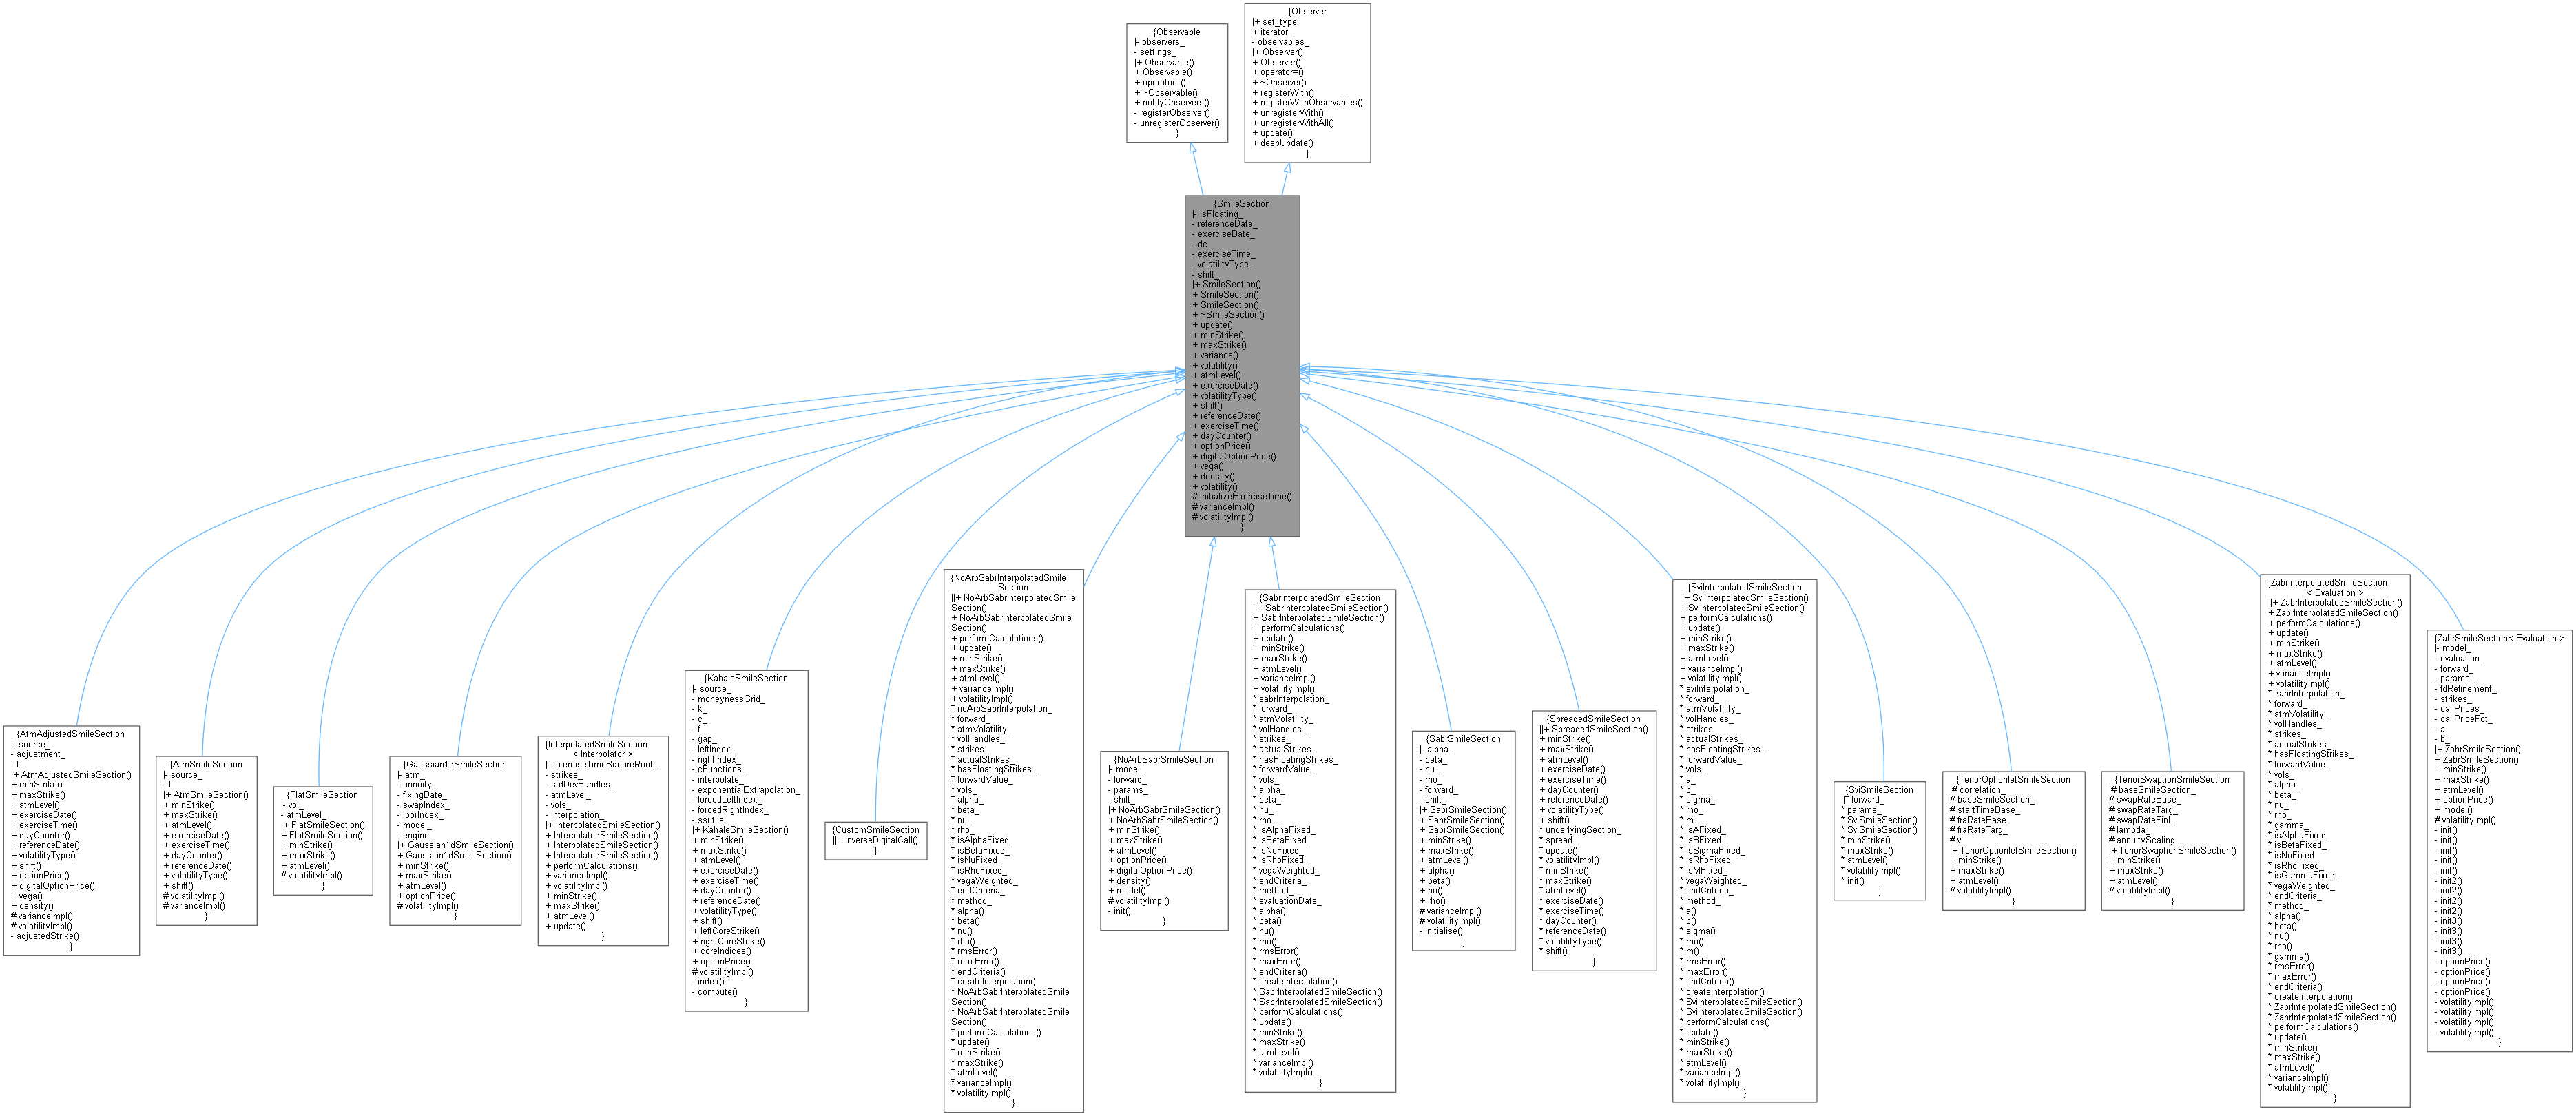 {Observable
|- observers_
- settings_
|+ Observable()
+ Observable()
+ operator=()
+ ~Observable()
+ notifyObservers()
- registerObserver()
- unregisterObserver()
}
{Observer
|+ set_type
+ iterator
- observables_
|+ Observer()
+ Observer()
+ operator=()
+ ~Observer()
+ registerWith()
+ registerWithObservables()
+ unregisterWith()
+ unregisterWithAll()
+ update()
+ deepUpdate()
}
{SmileSection
|- isFloating_
- referenceDate_
- exerciseDate_
- dc_
- exerciseTime_
- volatilityType_
- shift_
|+ SmileSection()
+ SmileSection()
+ SmileSection()
+ ~SmileSection()
+ update()
+ minStrike()
+ maxStrike()
+ variance()
+ volatility()
+ atmLevel()
+ exerciseDate()
+ volatilityType()
+ shift()
+ referenceDate()
+ exerciseTime()
+ dayCounter()
+ optionPrice()
+ digitalOptionPrice()
+ vega()
+ density()
+ volatility()
# initializeExerciseTime()
# varianceImpl()
# volatilityImpl()
}
{AtmAdjustedSmileSection
|- source_
- adjustment_
- f_
|+ AtmAdjustedSmileSection()
+ minStrike()
+ maxStrike()
+ atmLevel()
+ exerciseDate()
+ exerciseTime()
+ dayCounter()
+ referenceDate()
+ volatilityType()
+ shift()
+ optionPrice()
+ digitalOptionPrice()
+ vega()
+ density()
# varianceImpl()
# volatilityImpl()
- adjustedStrike()
}
{AtmSmileSection
|- source_
- f_
|+ AtmSmileSection()
+ minStrike()
+ maxStrike()
+ atmLevel()
+ exerciseDate()
+ exerciseTime()
+ dayCounter()
+ referenceDate()
+ volatilityType()
+ shift()
# volatilityImpl()
# varianceImpl()
}
{FlatSmileSection
|- vol_
- atmLevel_
|+ FlatSmileSection()
+ FlatSmileSection()
+ minStrike()
+ maxStrike()
+ atmLevel()
# volatilityImpl()
}
{Gaussian1dSmileSection
|- atm_
- annuity_
- fixingDate_
- swapIndex_
- iborIndex_
- model_
- engine_
|+ Gaussian1dSmileSection()
+ Gaussian1dSmileSection()
+ minStrike()
+ maxStrike()
+ atmLevel()
+ optionPrice()
# volatilityImpl()
}
{InterpolatedSmileSection
< Interpolator >
|- exerciseTimeSquareRoot_
- strikes_
- stdDevHandles_
- atmLevel_
- vols_
- interpolation_
|+ InterpolatedSmileSection()
+ InterpolatedSmileSection()
+ InterpolatedSmileSection()
+ InterpolatedSmileSection()
+ performCalculations()
+ varianceImpl()
+ volatilityImpl()
+ minStrike()
+ maxStrike()
+ atmLevel()
+ update()
}
{KahaleSmileSection
|- source_
- moneynessGrid_
- k_
- c_
- f_
- gap_
- leftIndex_
- rightIndex_
- cFunctions_
- interpolate_
- exponentialExtrapolation_
- forcedLeftIndex_
- forcedRightIndex_
- ssutils_
|+ KahaleSmileSection()
+ minStrike()
+ maxStrike()
+ atmLevel()
+ exerciseDate()
+ exerciseTime()
+ dayCounter()
+ referenceDate()
+ volatilityType()
+ shift()
+ leftCoreStrike()
+ rightCoreStrike()
+ coreIndices()
+ optionPrice()
# volatilityImpl()
- index()
- compute()
}
{CustomSmileSection
||+ inverseDigitalCall()
}
{NoArbSabrInterpolatedSmile
Section
||+ NoArbSabrInterpolatedSmile
Section()
+ NoArbSabrInterpolatedSmile
Section()
+ performCalculations()
+ update()
+ minStrike()
+ maxStrike()
+ atmLevel()
+ varianceImpl()
+ volatilityImpl()
* noArbSabrInterpolation_
* forward_
* atmVolatility_
* volHandles_
* strikes_
* actualStrikes_
* hasFloatingStrikes_
* forwardValue_
* vols_
* alpha_
* beta_
* nu_
* rho_
* isAlphaFixed_
* isBetaFixed_
* isNuFixed_
* isRhoFixed_
* vegaWeighted_
* endCriteria_
* method_
* alpha()
* beta()
* nu()
* rho()
* rmsError()
* maxError()
* endCriteria()
* createInterpolation()
* NoArbSabrInterpolatedSmile
Section()
* NoArbSabrInterpolatedSmile
Section()
* performCalculations()
* update()
* minStrike()
* maxStrike()
* atmLevel()
* varianceImpl()
* volatilityImpl()
}
{NoArbSabrSmileSection
|- model_
- forward_
- params_
- shift_
|+ NoArbSabrSmileSection()
+ NoArbSabrSmileSection()
+ minStrike()
+ maxStrike()
+ atmLevel()
+ optionPrice()
+ digitalOptionPrice()
+ density()
+ model()
# volatilityImpl()
- init()
}
{SabrInterpolatedSmileSection
||+ SabrInterpolatedSmileSection()
+ SabrInterpolatedSmileSection()
+ performCalculations()
+ update()
+ minStrike()
+ maxStrike()
+ atmLevel()
+ varianceImpl()
+ volatilityImpl()
* sabrInterpolation_
* forward_
* atmVolatility_
* volHandles_
* strikes_
* actualStrikes_
* hasFloatingStrikes_
* forwardValue_
* vols_
* alpha_
* beta_
* nu_
* rho_
* isAlphaFixed_
* isBetaFixed_
* isNuFixed_
* isRhoFixed_
* vegaWeighted_
* endCriteria_
* method_
* evaluationDate_
* alpha()
* beta()
* nu()
* rho()
* rmsError()
* maxError()
* endCriteria()
* createInterpolation()
* SabrInterpolatedSmileSection()
* SabrInterpolatedSmileSection()
* performCalculations()
* update()
* minStrike()
* maxStrike()
* atmLevel()
* varianceImpl()
* volatilityImpl()
}
{SabrSmileSection
|- alpha_
- beta_
- nu_
- rho_
- forward_
- shift_
|+ SabrSmileSection()
+ SabrSmileSection()
+ SabrSmileSection()
+ minStrike()
+ maxStrike()
+ atmLevel()
+ alpha()
+ beta()
+ nu()
+ rho()
# varianceImpl()
# volatilityImpl()
- initialise()
}
{SpreadedSmileSection
||+ SpreadedSmileSection()
+ minStrike()
+ maxStrike()
+ atmLevel()
+ exerciseDate()
+ exerciseTime()
+ dayCounter()
+ referenceDate()
+ volatilityType()
+ shift()
* underlyingSection_
* spread_
* update()
* volatilityImpl()
* minStrike()
* maxStrike()
* atmLevel()
* exerciseDate()
* exerciseTime()
* dayCounter()
* referenceDate()
* volatilityType()
* shift()
}
{SviInterpolatedSmileSection
||+ SviInterpolatedSmileSection()
+ SviInterpolatedSmileSection()
+ performCalculations()
+ update()
+ minStrike()
+ maxStrike()
+ atmLevel()
+ varianceImpl()
+ volatilityImpl()
* sviInterpolation_
* forward_
* atmVolatility_
* volHandles_
* strikes_
* actualStrikes_
* hasFloatingStrikes_
* forwardValue_
* vols_
* a_
* b_
* sigma_
* rho_
* m_
* isAFixed_
* isBFixed_
* isSigmaFixed_
* isRhoFixed_
* isMFixed_
* vegaWeighted_
* endCriteria_
* method_
* a()
* b()
* sigma()
* rho()
* m()
* rmsError()
* maxError()
* endCriteria()
* createInterpolation()
* SviInterpolatedSmileSection()
* SviInterpolatedSmileSection()
* performCalculations()
* update()
* minStrike()
* maxStrike()
* atmLevel()
* varianceImpl()
* volatilityImpl()
}
{SviSmileSection
||* forward_
* params_
* SviSmileSection()
* SviSmileSection()
* minStrike()
* maxStrike()
* atmLevel()
* volatilityImpl()
* init()
}
{TenorOptionletSmileSection
|# correlation_
# baseSmileSection_
# startTimeBase_
# fraRateBase_
# fraRateTarg_
# v_
|+ TenorOptionletSmileSection()
+ minStrike()
+ maxStrike()
+ atmLevel()
# volatilityImpl()
}
{TenorSwaptionSmileSection
|# baseSmileSection_
# swapRateBase_
# swapRateTarg_
# swapRateFinl_
# lambda_
# annuityScaling_
|+ TenorSwaptionSmileSection()
+ minStrike()
+ maxStrike()
+ atmLevel()
# volatilityImpl()
}
{ZabrInterpolatedSmileSection
< Evaluation >
||+ ZabrInterpolatedSmileSection()
+ ZabrInterpolatedSmileSection()
+ performCalculations()
+ update()
+ minStrike()
+ maxStrike()
+ atmLevel()
+ varianceImpl()
+ volatilityImpl()
* zabrInterpolation_
* forward_
* atmVolatility_
* volHandles_
* strikes_
* actualStrikes_
* hasFloatingStrikes_
* forwardValue_
* vols_
* alpha_
* beta_
* nu_
* rho_
* gamma_
* isAlphaFixed_
* isBetaFixed_
* isNuFixed_
* isRhoFixed_
* isGammaFixed_
* vegaWeighted_
* endCriteria_
* method_
* alpha()
* beta()
* nu()
* rho()
* gamma()
* rmsError()
* maxError()
* endCriteria()
* createInterpolation()
* ZabrInterpolatedSmileSection()
* ZabrInterpolatedSmileSection()
* performCalculations()
* update()
* minStrike()
* maxStrike()
* atmLevel()
* varianceImpl()
* volatilityImpl()
}
{ZabrSmileSection< Evaluation >
|- model_
- evaluation_
- forward_
- params_
- fdRefinement_
- strikes_
- callPrices_
- callPriceFct_
- a_
- b_
|+ ZabrSmileSection()
+ ZabrSmileSection()
+ minStrike()
+ maxStrike()
+ atmLevel()
+ optionPrice()
+ model()
# volatilityImpl()
- init()
- init()
- init()
- init()
- init()
- init2()
- init2()
- init2()
- init2()
- init3()
- init3()
- init3()
- init3()
- optionPrice()
- optionPrice()
- optionPrice()
- optionPrice()
- volatilityImpl()
- volatilityImpl()
- volatilityImpl()
- volatilityImpl()
}